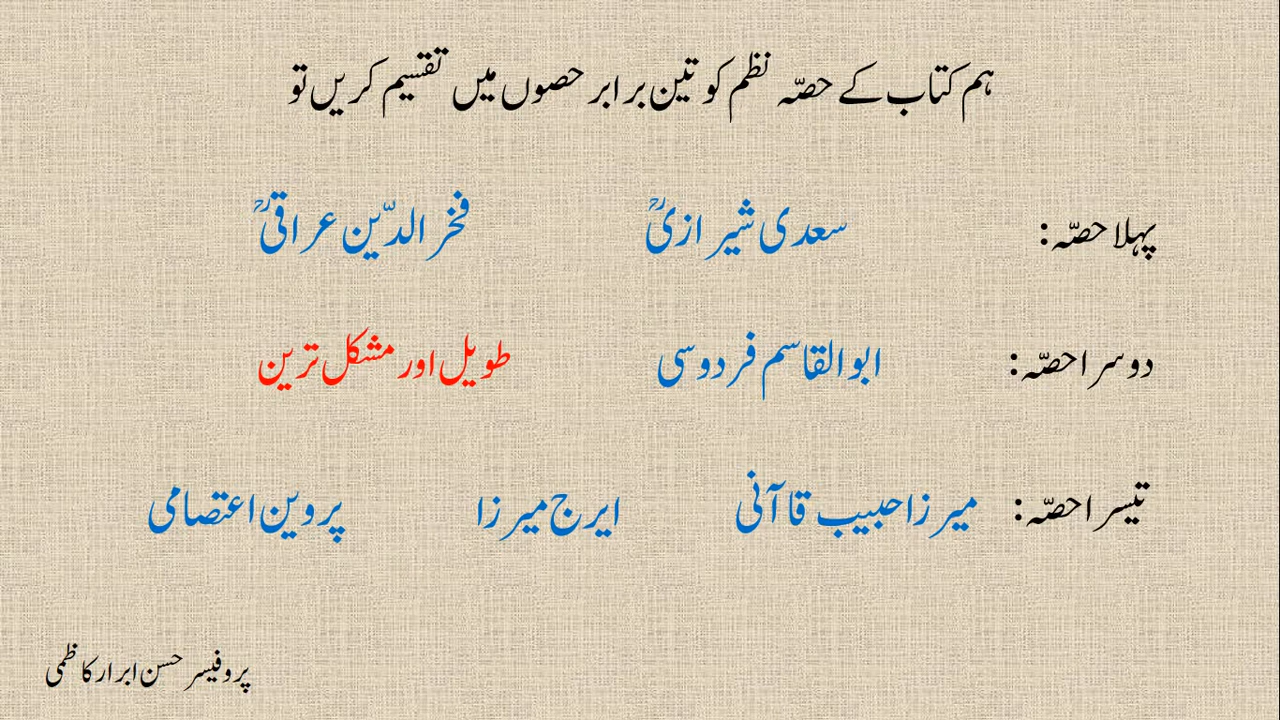 ہم کتاب کے حصّہ نظم کو تین برابر حصوں میں تقسیم کریں تو
پہلا حصّہ: سعدی شیرازیؒ فخر الدّین عراقیؒ
دوسرا حصّہ: ابوالقاسم فردوسی طویل اور مشکل ترین
تیسرا حصّہ: میرزا حبیب قاآنی ایرج میرزا پروین اعتصامی
پروفیسر حسن ابرار کاظمی